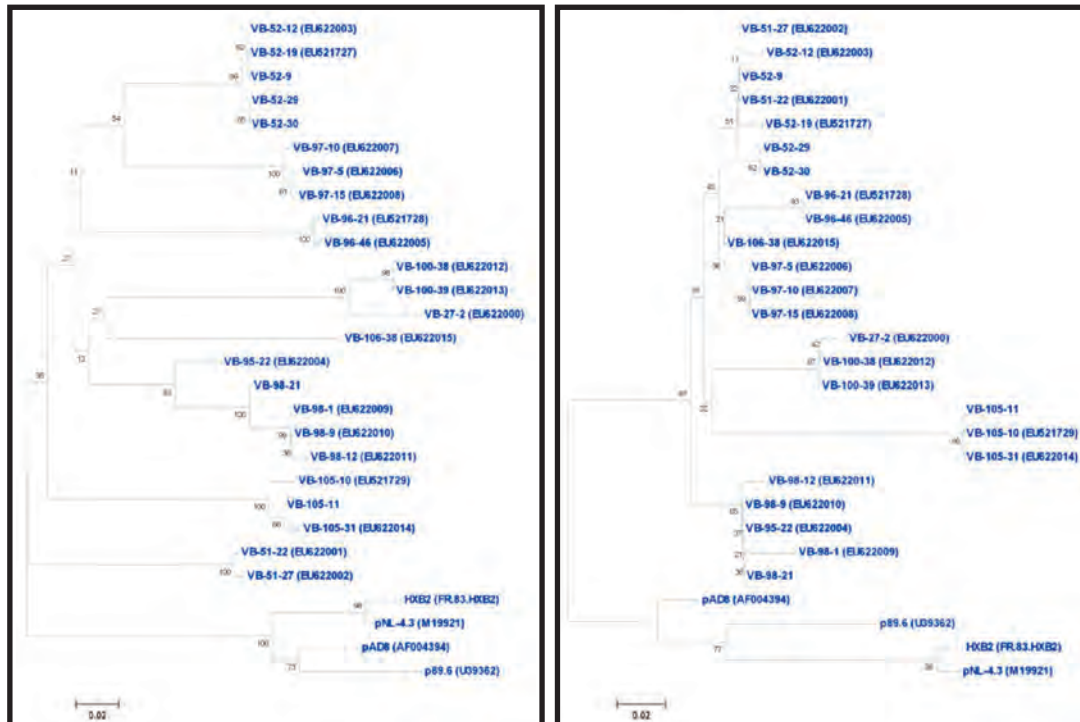 VB-52-12 (EU622003)
VB-52-19 (EU521727)
VB-52-9
VB-52-29
VB-52-30
VB-97-10 (EU622007)
VB-97-5 (EU622006)
VB-97-15 (EU622008)
VB-96-21 (EU521728)
VB-96-46 (EU622005)
VB-100-38 (EU622012)
VB-100-39 (EU622013)
VB-27-2 (EU622000)
VB-106-38 (EU622015)
VB-95-22 (EU622004)
VB-98-21
VB-98-1 (EU622009)
VB-98-9 (EU622010)
VB-98-12 (EU622011)
VB-105-10 (EU521729)
VB-105-11
VB-105-31 (EU622014)
VB-51-22 (EU622001)
VB-51-27 (EU622002)
HXB2 (FR.83.HXB2)
pNL-4.3 (M19921)
pAD8 (AF004394)
p89.6 (U39362)
100
100
100
100
100
100
100
0.02
VB-51-27 (EU622002)
VB-52-12 (EU622003)
VB-52-9
VB-51-22 (EU622001)
VB-52-19 (EU521727)
VB-52-29
VB-52-30
VB-96-21 (EU521728)
VB-96-46 (EU622005)
VB-106-38 (EU622015)
VB-97-5 (EU622006)
VB-97-10 (EU622007)
VB-97-15 (EU622008)
VB-27-2 (EU622000)
VB-100-38 (EU622012)
VB-100-39 (EU622013)
VB-105-11
VB-105-10 (EU521729)
VB-105-31 (EU622014)
VB-98-12 (EU622011)
VB-98-9 (EU622010)
VB-95-22 (EU622004)
VB-98-1 (EU622009)
VB-98-21
pAD8 (AF004394)
p89.6 (U39362)
HXB2 (FR.83.HXB2)
pNL-4.3 (M19921)
77
0.02